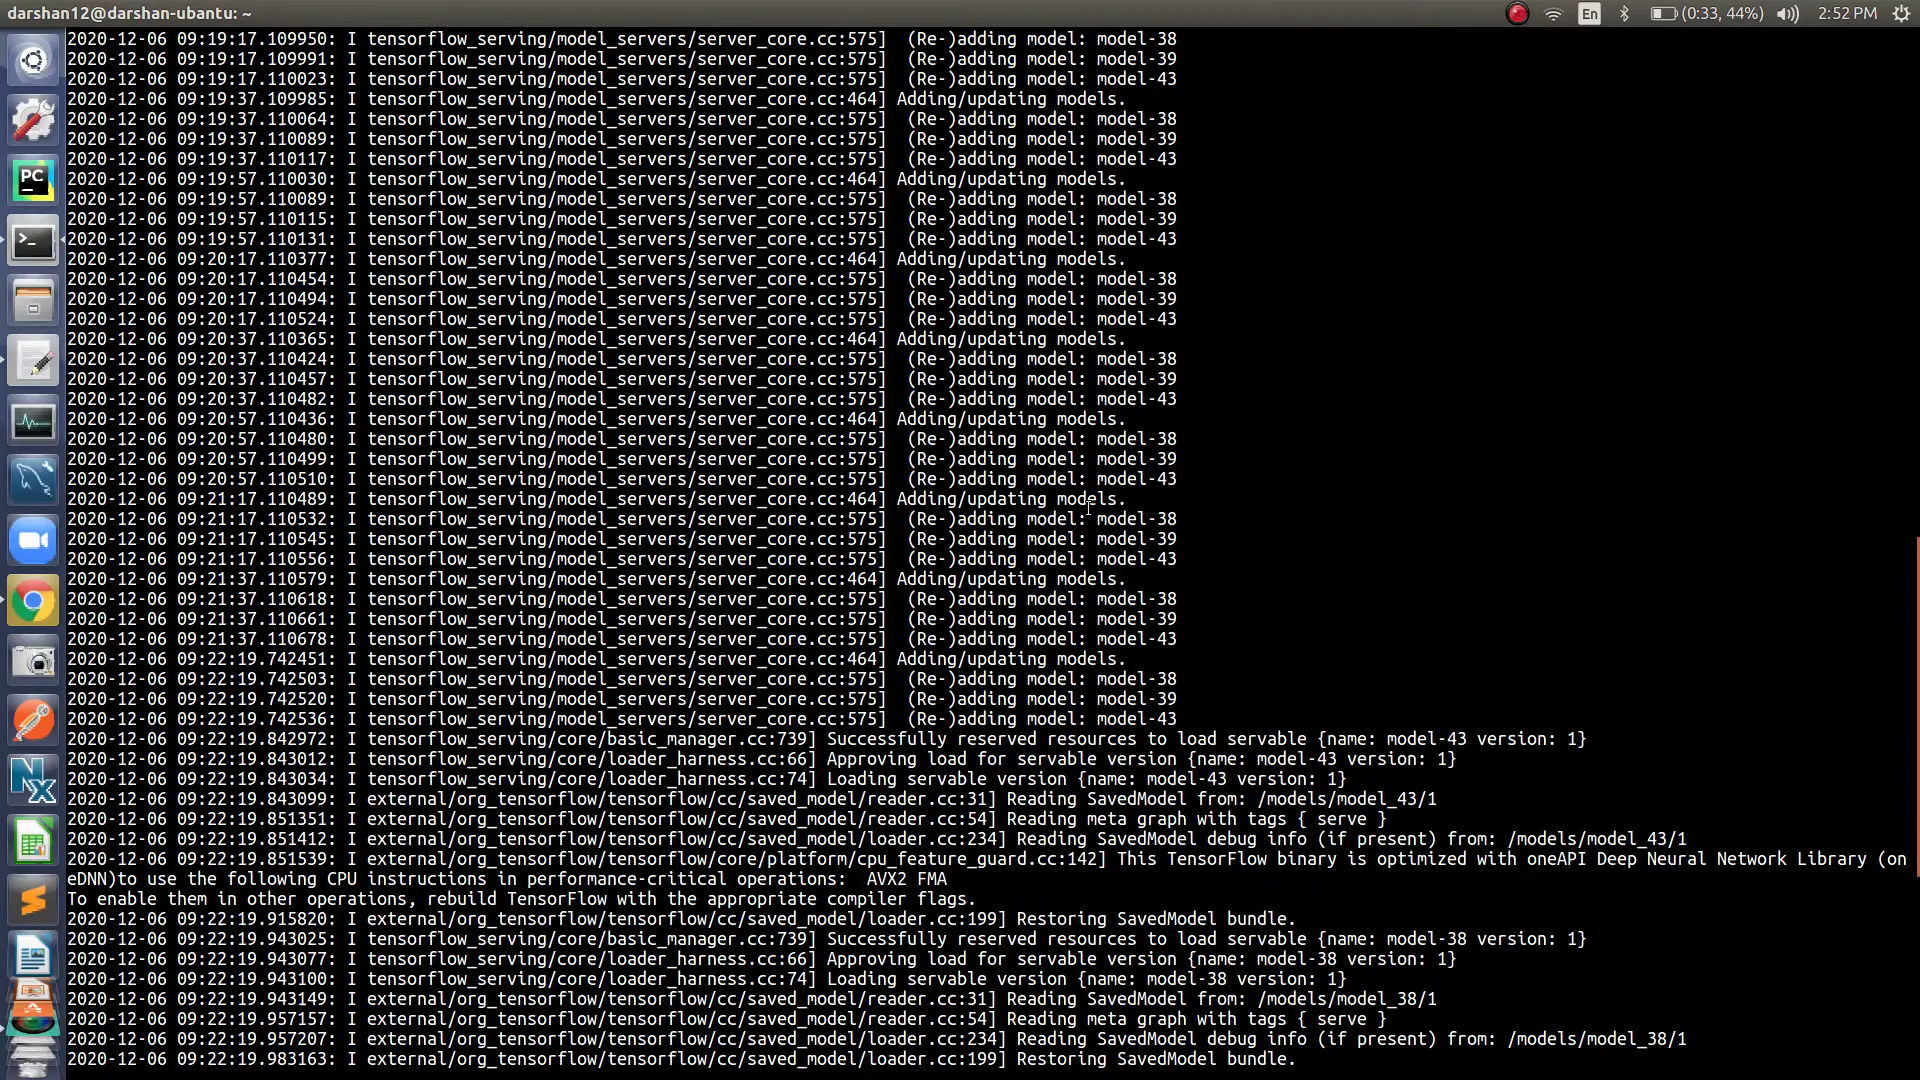 darshan12@darshan-ubantu: ~
En
(0:33, 44%)
2:52 PM
2020-12-06 09:19:17.109950: I tensorflow_serving/model_servers/server_core.cc:575]  (Re-)adding model: model-38
2020-12-06 09:19:17.109991: I tensorflow_serving/model_servers/server_core.cc:575]  (Re-)adding model: model-39
2020-12-06 09:19:17.110023: I tensorflow_serving/model_servers/server_core.cc:575]  (Re-)adding model: model-43
2020-12-06 09:19:37.109985: I tensorflow_serving/model_servers/server_core.cc:464] Adding/updating models.
2020-12-06 09:19:37.110064: I tensorflow_serving/model_servers/server_core.cc:575]  (Re-)adding model: model-38
2020-12-06 09:19:37.110089: I tensorflow_serving/model_servers/server_core.cc:575]  (Re-)adding model: model-39
2020-12-06 09:19:37.110117: I tensorflow_serving/model_servers/server_core.cc:575]  (Re-)adding model: model-43
2020-12-06 09:19:57.110030: I tensorflow_serving/model_servers/server_core.cc:464] Adding/updating models.
2020-12-06 09:19:57.110089: I tensorflow_serving/model_servers/server_core.cc:575]  (Re-)adding model: model-38
2020-12-06 09:19:57.110115: I tensorflow_serving/model_servers/server_core.cc:575]  (Re-)adding model: model-39
2020-12-06 09:19:57.110131: I tensorflow_serving/model_servers/server_core.cc:575]  (Re-)adding model: model-43
2020-12-06 09:20:17.110377: I tensorflow_serving/model_servers/server_core.cc:464] Adding/updating models.
2020-12-06 09:20:17.110454: I tensorflow_serving/model_servers/server_core.cc:575]  (Re-)adding model: model-38
2020-12-06 09:20:17.110494: I tensorflow_serving/model_servers/server_core.cc:575]  (Re-)adding model: model-39
2020-12-06 09:20:17.110524: I tensorflow_serving/model_servers/server_core.cc:575]  (Re-)adding model: model-43
2020-12-06 09:20:37.110365: I tensorflow_serving/model_servers/server_core.cc:464] Adding/updating models.
2020-12-06 09:20:37.110424: I tensorflow_serving/model_servers/server_core.cc:575]  (Re-)adding model: model-38
2020-12-06 09:20:37.110457: I tensorflow_serving/model_servers/server_core.cc:575]  (Re-)adding model: model-39
2020-12-06 09:20:37.110482: I tensorflow_serving/model_servers/server_core.cc:575]  (Re-)adding model: model-43
2020-12-06 09:20:57.110436: I tensorflow_serving/model_servers/server_core.cc:464] Adding/updating models.
2020-12-06 09:20:57.110480: I tensorflow_serving/model_servers/server_core.cc:575]  (Re-)adding model: model-38
2020-12-06 09:20:57.110499: I tensorflow_serving/model_servers/server_core.cc:575]  (Re-)adding model: model-39
2020-12-06 09:20:57.110510: I tensorflow_serving/model_servers/server_core.cc:575]  (Re-)adding model: model-43
2020-12-06 09:21:17.110489: I tensorflow_serving/model_servers/server_core.cc:464] Adding/updating models.
2020-12-06 09:21:17.110532: I tensorflow_serving/model_servers/server_core.cc:575]  (Re-)adding model: model-38
2020-12-06 09:21:17.110545: I tensorflow_serving/model_servers/server_core.cc:575]  (Re-)adding model: model-39
2020-12-06 09:21:17.110556: I tensorflow_serving/model_servers/server_core.cc:575]  (Re-)adding model: model-43
2020-12-06 09:21:37.110579: I tensorflow_serving/model_servers/server_core.cc:464] Adding/updating models.
2020-12-06 09:21:37.110618: I tensorflow_serving/model_servers/server_core.cc:575]  (Re-)adding model: model-38
2020-12-06 09:21:37.110661: I tensorflow_serving/model_servers/server_core.cc:575]  (Re-)adding model: model-39
2020-12-06 09:21:37.110678: I tensorflow_serving/model_servers/server_core.cc:575]  (Re-)adding model: model-43
2020-12-06 09:22:19.742451: I tensorflow_serving/model_servers/server_core.cc:464] Adding/updating models.
2020-12-06 09:22:19.742503: I tensorflow_serving/model_servers/server_core.cc:575]  (Re-)adding model: model-38
2020-12-06 09:22:19.742520: I tensorflow_serving/model_servers/server_core.cc:575]  (Re-)adding model: model-39
2020-12-06 09:22:19.742536: I tensorflow_serving/model_servers/server_core.cc:575]  (Re-)adding model: model-43
2020-12-06 09:22:19.842972: I tensorflow_serving/core/basic_manager.cc:739] Successfully reserved resources to load servable {name: model-43 version: 1}
2020-12-06 09:22:19.843012: I tensorflow_serving/core/loader_harness.cc:66] Approving load for servable version {name: model-43 version: 1}
2020-12-06 09:22:19.843034: I tensorflow_serving/core/loader_harness.cc:74] Loading servable version {name: model-43 version: 1}
2020-12-06 09:22:19.843099: I external/org_tensorflow/tensorflow/cc/saved_model/reader.cc:31] Reading SavedModel from: /models/model_43/1
2020-12-06 09:22:19.851351: I external/org_tensorflow/tensorflow/cc/saved_model/reader.cc:54] Reading meta graph with tags { serve }
2020-12-06 09:22:19.851412: I external/org_tensorflow/tensorflow/cc/saved_model/loader.cc:234] Reading SavedModel debug info (if present) from: /models/model_43/1
2020-12-06 09:22:19.851539: I external/org_tensorflow/tensorflow/core/platform/cpu_feature_guard.cc:142] This TensorFlow binary is optimized with oneAPI Deep Neural Network Library (on
eDNN)to use the following CPU instructions in performance-critical operations:  AVX2 FMA
To enable them in other operations, rebuild TensorFlow with the appropriate compiler flags.
2020-12-06 09:22:19.915820: I external/org_tensorflow/tensorflow/cc/saved_model/loader.cc:199] Restoring SavedModel bundle.
2020-12-06 09:22:19.943025: I tensorflow_serving/core/basic_manager.cc:739] Successfully reserved resources to load servable {name: model-38 version: 1}
2020-12-06 09:22:19.943077: I tensorflow_serving/core/loader_harness.cc:66] Approving load for servable version {name: model-38 version: 1}
2020-12-06 09:22:19.943100: I tensorflow_serving/core/loader_harness.cc:74] Loading servable version {name: model-38 version: 1}
2020-12-06 09:22:19.943149: I external/org_tensorflow/tensorflow/cc/saved_model/reader.cc:31] Reading SavedModel from: /models/model_38/1
2020-12-06 09:22:19.957157: I external/org_tensorflow/tensorflow/cc/saved_model/reader.cc:54] Reading meta graph with tags { serve }
2020-12-06 09:22:19.957207: I external/org_tensorflow/tensorflow/cc/saved_model/loader.cc:234] Reading SavedModel debug info (if present) from: /models/model_38/1
2020-12-06 09:22:19.983163: I external/org_tensorflow/tensorflow/cc/saved_model/loader.cc:199] Restoring SavedModel bundle.
PC